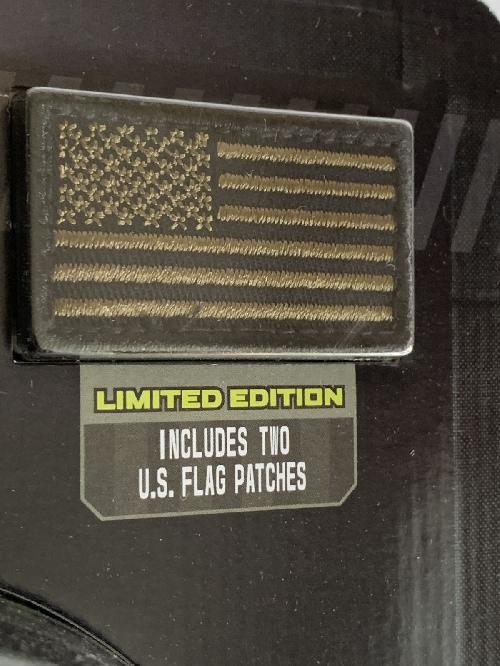 LIMITED EDITION
INCLUDES TWO
U.S. FLAG PATCHES